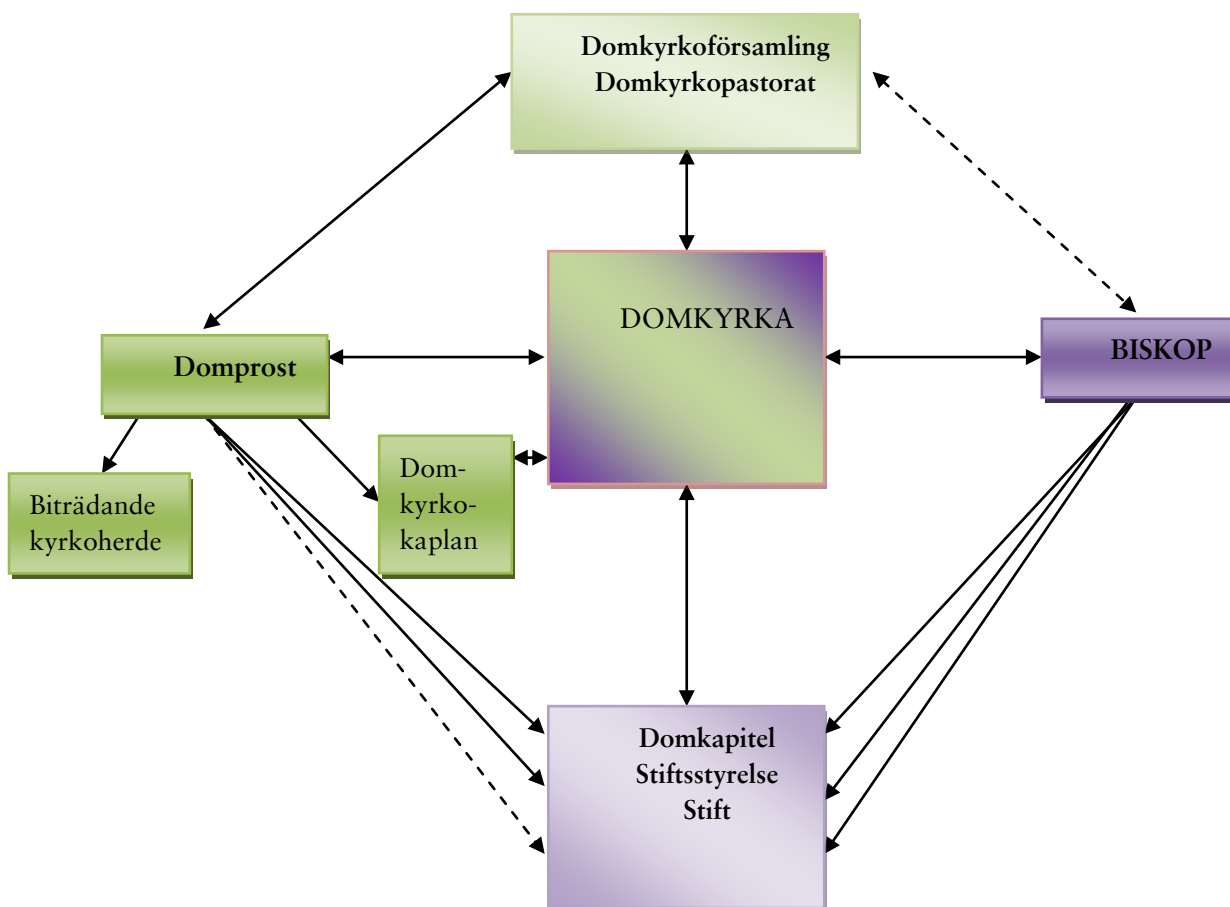 Domkyrkoförsamling
Domkyrkopastorat
DOMKYRKA
Domprost
BISKOP
Biträdande
kyrkoherde
Dom-
kyrko-
kaplan
Domkapitel
Stiftsstyrelse
Stift